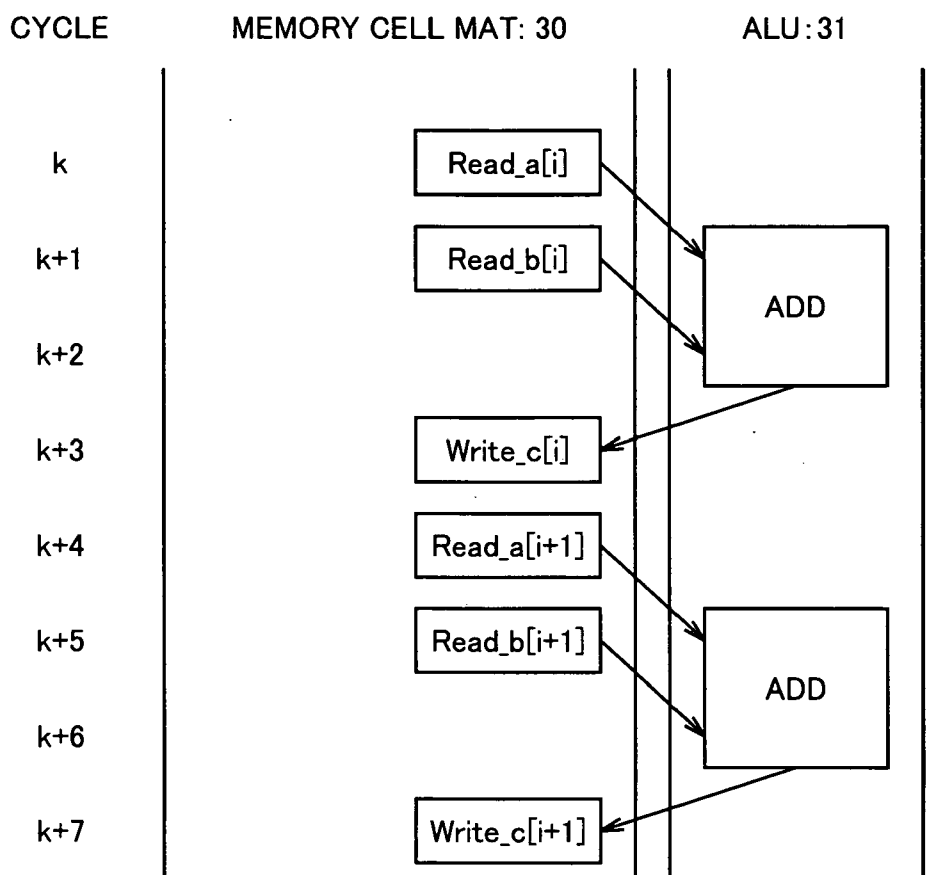 CYCLE MEMORY CELL MAT: 30 ALU:31
k Read_a[i]
k+1 Read_b[i]
ADD
k+2
k+3 Write_c[i]
k+4 Read_a[i+1]
k+5 Read_b[i+1]
ADD
k+6
k+7 Write_c[i+1]